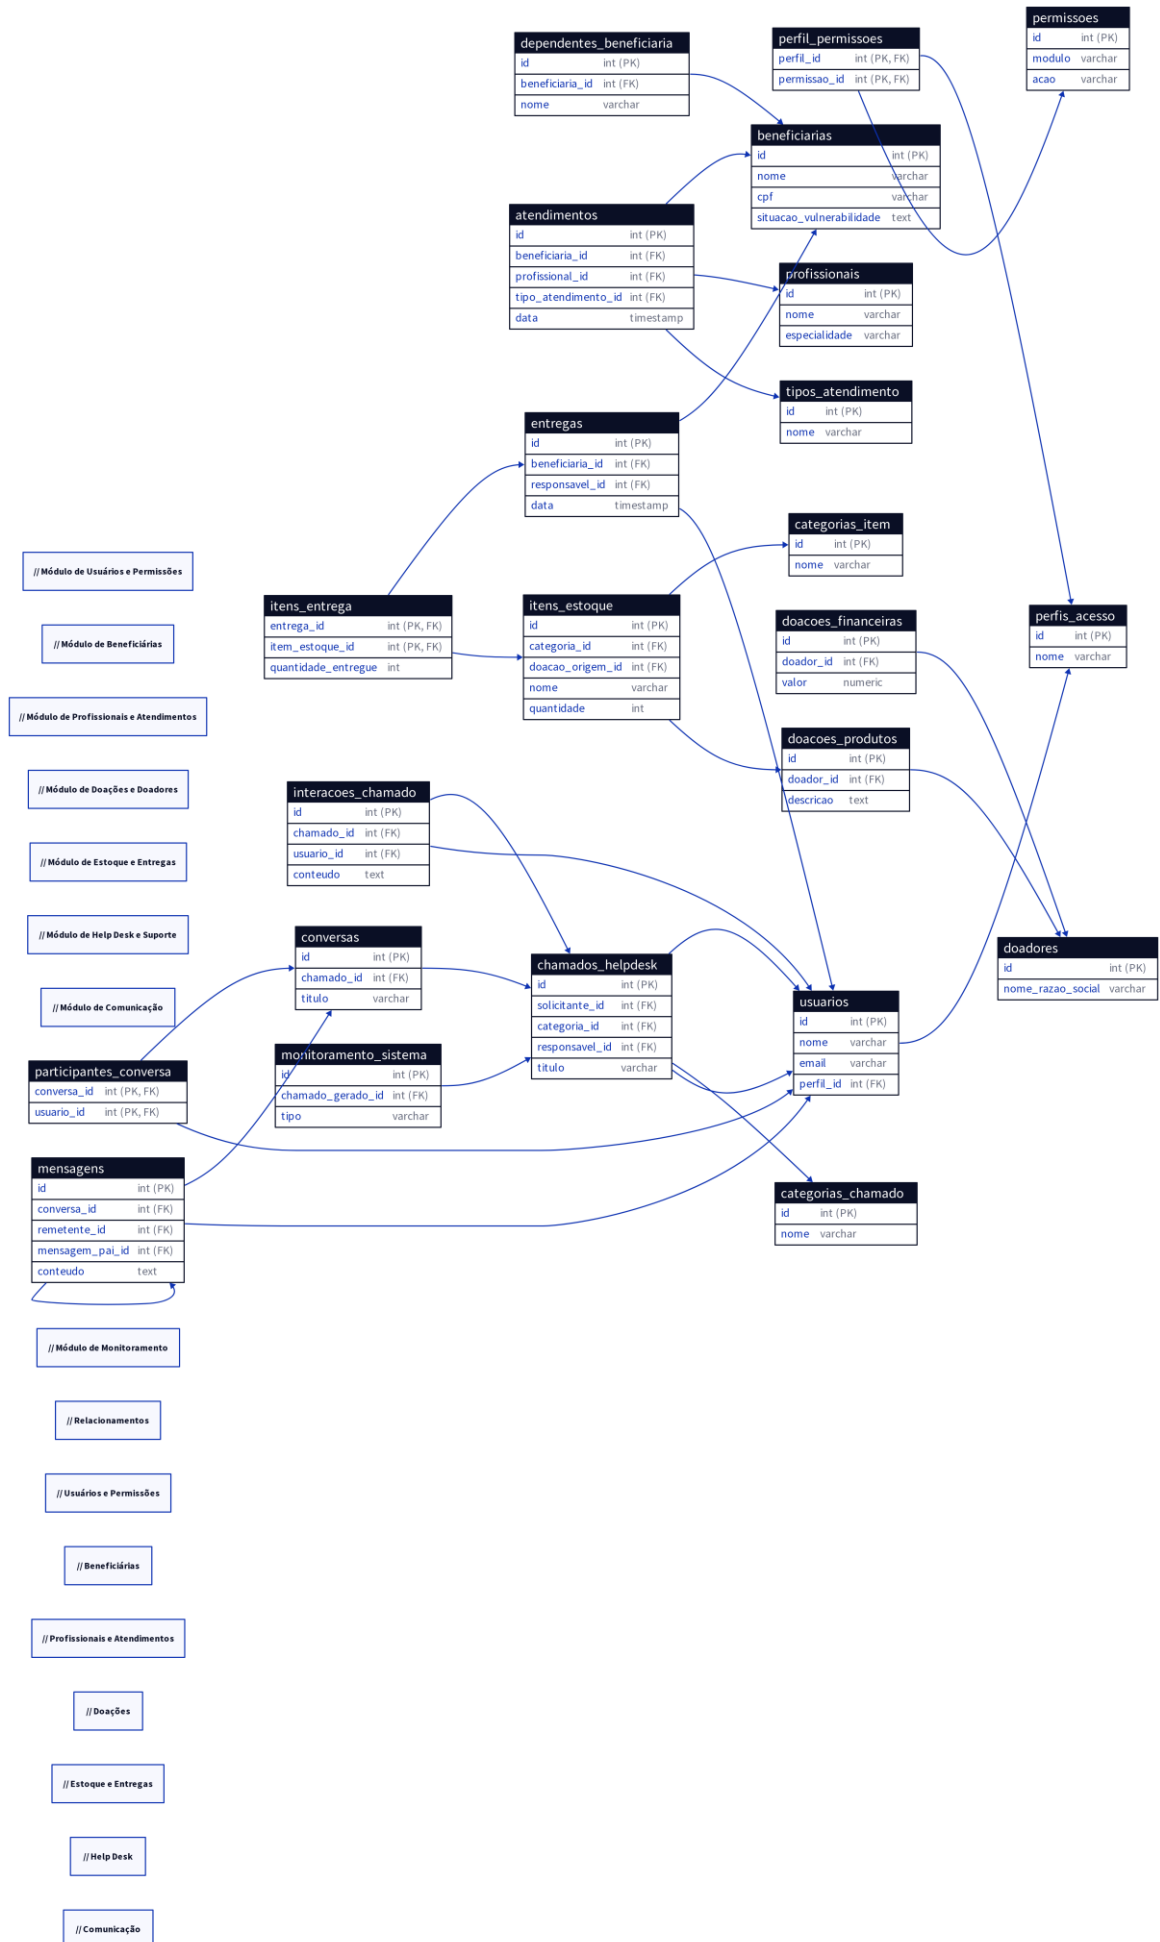 permissoes
id int (PK)
modulo varchar
acao varchar
perfil_permissoes
perfil_id int (PK, FK)
permissao_id int (PK, FK)
dependentes_beneficiaria
id int (PK)
beneficiaria_id int (FK)
nome varchar
beneficiarias
id int (PK)
nome varchar
cpf varchar
situacao_vulnerabilidade text
atendimentos
id int (PK)
beneficiaria_id int (FK)
profissional_id int (FK)
tipo_atendimento_id int (FK)
data timestamp
profissionais
id int (PK)
nome varchar
especialidade varchar
tipos_atendimento
id int (PK)
nome varchar
entregas
id int (PK)
beneficiaria_id int (FK)
responsavel_id int (FK)
data timestamp
categorias_item
id int (PK)
nome varchar
// Módulo de Usuários e Permissões
itens_entrega
entrega_id int (PK, FK)
item_estoque_id int (PK, FK)
quantidade_entregue int
itens_estoque
id int (PK)
categoria_id int (FK)
doacao_origem_id int (FK)
nome varchar
quantidade int
doacoes_financeiras
id int (PK)
doador_id int (FK)
valor numeric
perfis_acesso
id int (PK)
nome varchar
// Módulo de Beneficiárias
// Módulo de Profissionais e Atendimentos
doacoes_produtos
id int (PK)
doador_id int (FK)
descricao text
// Módulo de Doações e Doadores
interacoes_chamado
id int (PK)
chamado_id int (FK)
usuario_id int (FK)
conteudo text
// Módulo de Estoque e Entregas
// Módulo de Help Desk e Suporte
conversas
id int (PK)
chamado_id int (FK)
titulo varchar
chamados_helpdesk
id int (PK)
solicitante_id int (FK)
categoria_id int (FK)
responsavel_id int (FK)
titulo varchar
doadores
id int (PK)
nome_razao_social varchar
usuarios
id int (PK)
nome varchar
email varchar
perfil_id int (FK)
// Módulo de Comunicação
monitoramento_sistema
id int (PK)
chamado_gerado_id int (FK)
tipo varchar
participantes_conversa
conversa_id int (PK, FK)
usuario_id int (PK, FK)
mensagens
id int (PK)
conversa_id int (FK)
remetente_id int (FK)
mensagem_pai_id int (FK)
conteudo text
categorias_chamado
id int (PK)
nome varchar
// Módulo de Monitoramento
// Relacionamentos
// Usuários e Permissões
// Beneficiárias
// Profissionais e Atendimentos
// Doações
// Estoque e Entregas
// Help Desk
// Comunicação